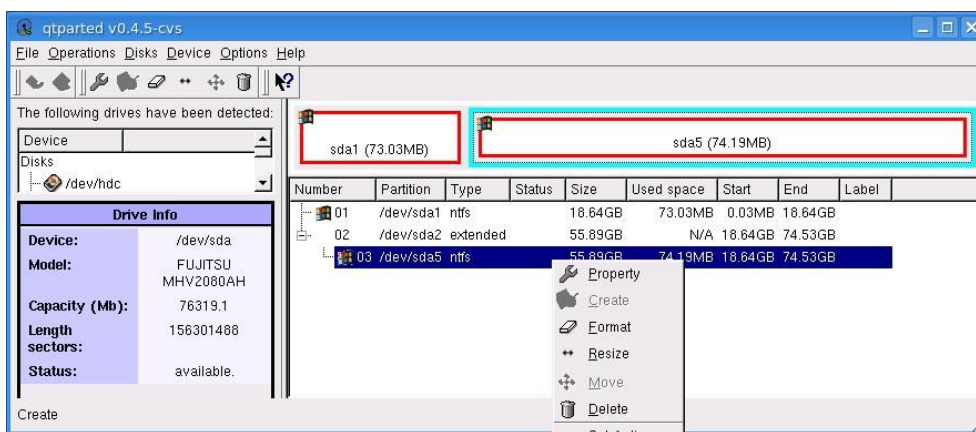 qtparted v0.4.5-cvs
File Operations Disks Device Options Help
The following drives have been detected:
Device
Disks
/dev/hdc
Drive Info
Device: /dev/sda
Model: FUJITSU
MHV2080AH
Capacity (Mb): 76319.1
Length
sectors: 156301488
Status: available.
sda1 (73.03MB)
sda5 (74.19MB)
Number Partition Type Status Size Used space Start End Label
01 /dev/sda1 ntfs 18.64GB 73.03MB 0.03MB 18.64GB
02 /dev/sda2 extended 55.89GB N/A 18.64GB 74.53GB
03 /dev/sda5 ntfs 55.89GB 74.19MB 18.64GB 74.53GB
Property
Create
Format
Resize
Move
Delete
Create